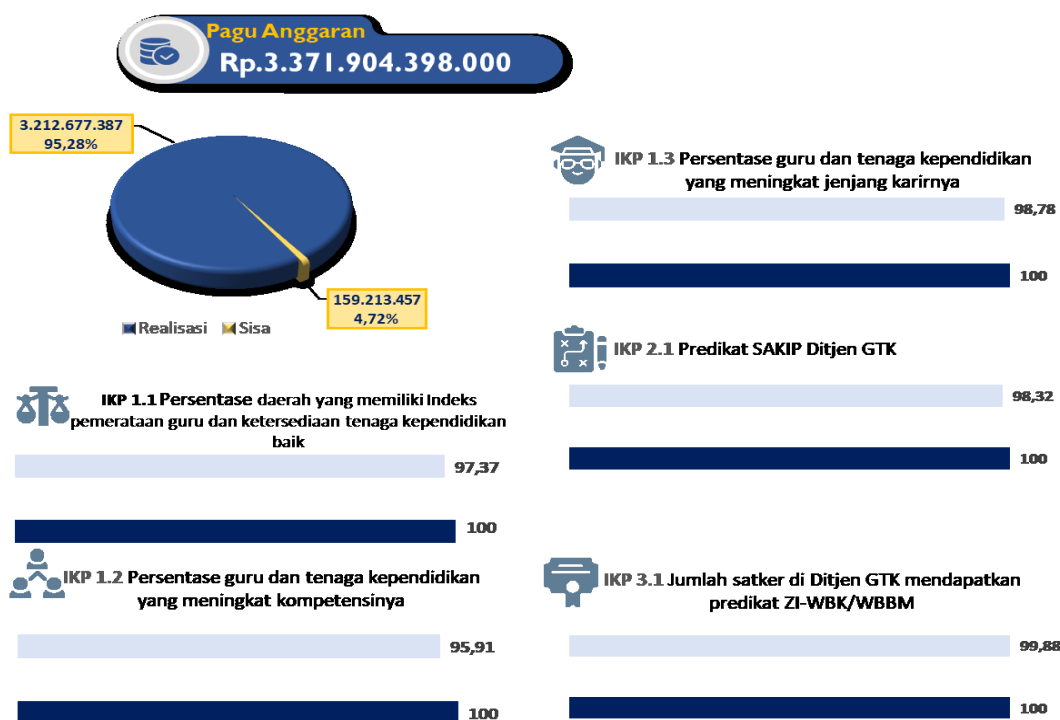 Pagu Anggaran
Rp.3.371.904.398.000
3.212.677.387
95,28%
159.213.457
4,72%
Realisasi Sisa
IKP 1.1 Persentase daerah yang memiliki Indeks
pemerataan guru dan ketersediaan tenaga kependidikan
baik
97,37
100
IKP 1.2 Persentase guru dan tenaga kependidikan
yang meningkat kompetensinya
95,91
100
IKP 1.3 Persentase guru dan tenaga kependidikan
yang meningkat jenjang karirnya
98,78
100
IKP 2.1 Predikat SAKIP Ditjen GTK
98,32
100
IKP 3.1 Jumlah satker di Ditjen GTK mendapatkan
predikat ZI-WBK/WBBM
99,88
100